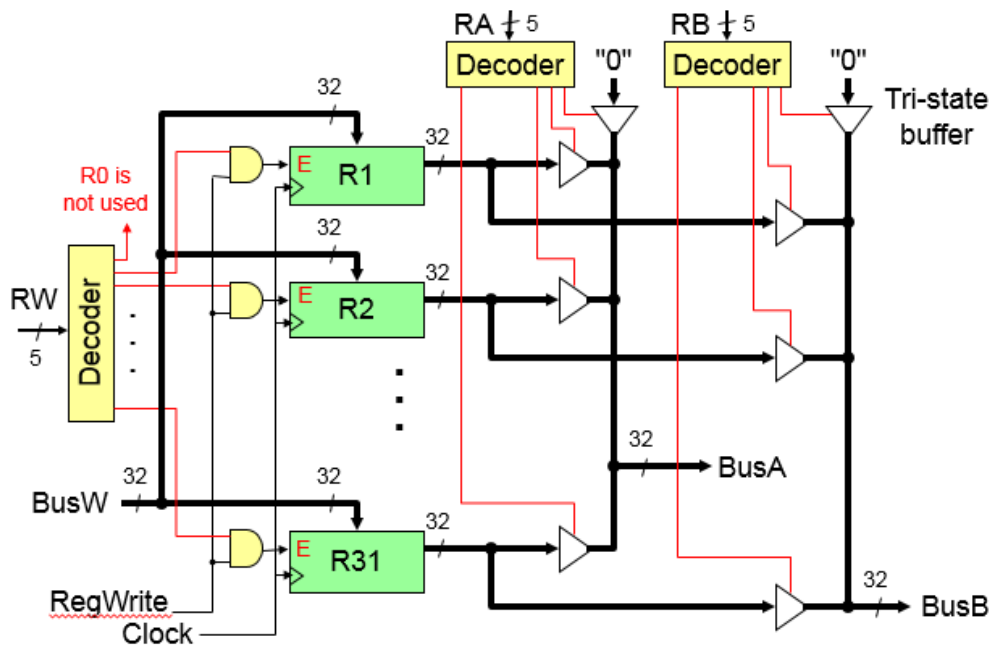 RA 5
RB 5
Decoder
"0"
Decoder
"0"
Tri-state
buffer
32
32
E
R1
R0 is
not used
32
32
E
R2
RW
5
Decoder
32
BusA
32
32
32
BusW
E
R31
RegWrite
Clock
32
BusB